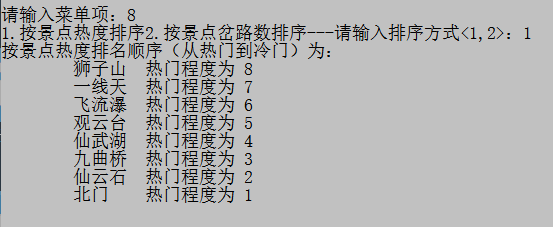 请输入菜单项：8
1.按景点热度排序2.按景点岔路数排序---请输入排序方式<1,2>：1
按景点热度排名顺序（从热门到冷门）为：
狮子山 热门程度为 8
一线天 热门程度为 7
飞流瀑 热门程度为 6
观云台 热门程度为 5
仙武湖 热门程度为 4
九曲桥 热门程度为 3
仙云石 热门程度为 2
北门 热门程度为 1